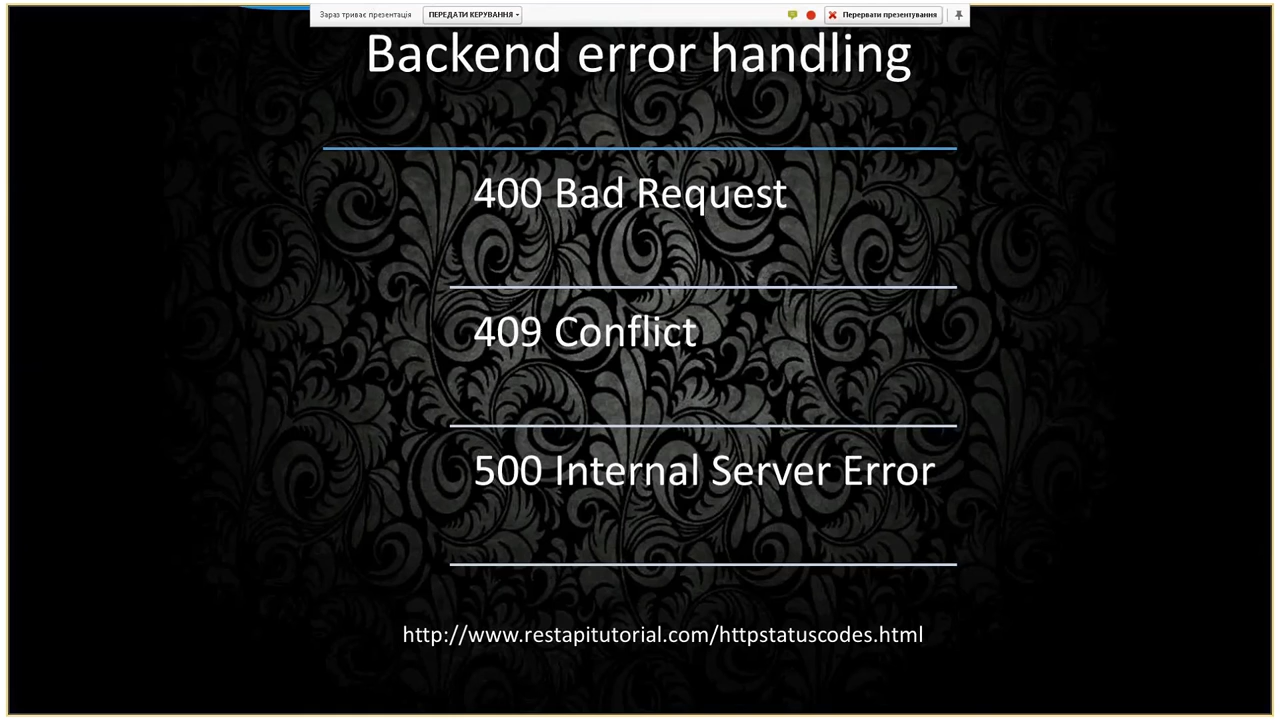 Зараз триває презентація
ПЕРЕДАТИ КЕРУВАННЯ
Перервати презентування
Backend error handling
400 Bad Request
409 Conflict
500 Internal Server Error
http://www.restapitutorial.com/httpstatuscodes.html